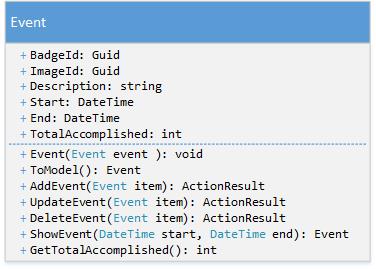 Event
+ BadgeId: Guid
+ ImageId: Guid
+ Description: string
+ Start: DateTime
+ End: DateTime
+ TotalAccomplished: int
+ Event(Event event ): void
+ ToModel(): Event
+ AddEvent(Event item): ActionResult
+ UpdateEvent(Event item): ActionResult
+ DeleteEvent(Event item): ActionResult
+ ShowEvent(DateTime start, DateTime end): Event
+ GetTotalAccomplished(): int